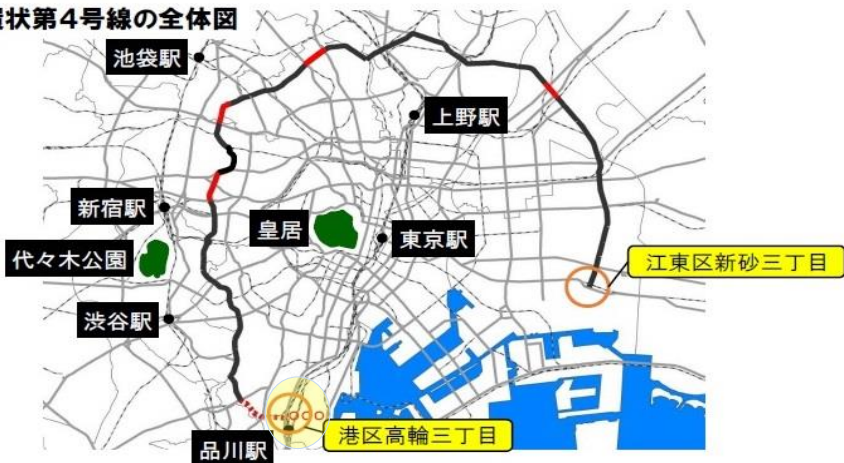 状第4号線の全体図
池袋駅
上野駅
新宿駅
皇居
東京駅
代々木公園
江東区新砂三丁目
渋谷駅
港区高輪三丁目
品川駅